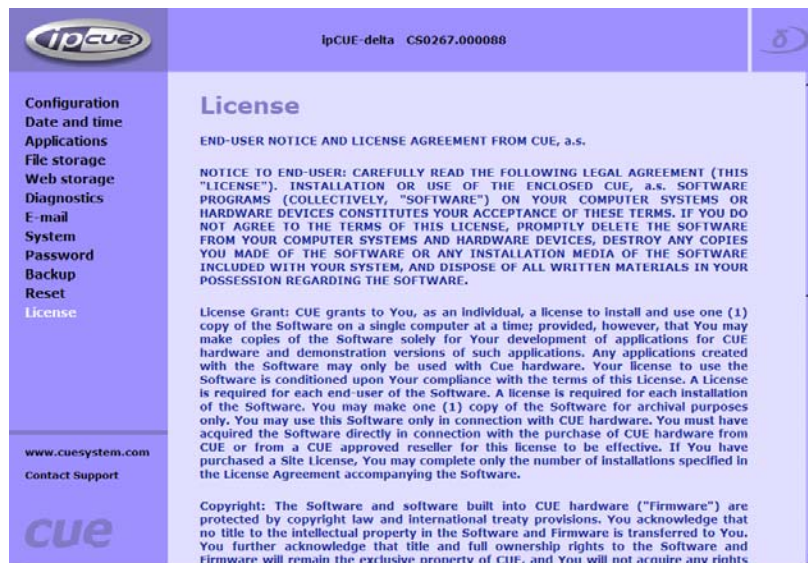 ipcue
ipCUE-delta CS0267.000088
δ
Configuration
Date and time
Applications
File storage
Web storage
Diagnostics
E-mail
System
Password
Backup
Reset
License
www.cuesystem.com
Contact Support
cue
License
END-USER NOTICE AND LICENSE AGREEMENT FROM CUE, a.s.
NOTICE TO END-USER: CAREFULLY READ THE FOLLOWING LEGAL AGREEMENT (THIS
"LICENSE"). INSTALLATION OR USE OF THE ENCLOSED CUE, a.s. SOFTWARE
PROGRAMS (COLLECTIVELY, "SOFTWARE") ON YOUR COMPUTER SYSTEMS OR
HARDWARE DEVICES CONSTITUTES YOUR ACCEPTANCE OF THESE TERMS. IF YOU DO
NOT AGREE TO THE TERMS OF THIS LICENSE, PROMPTLY DELETE THE SOFTWARE
FROM YOUR COMPUTER SYSTEMS AND HARDWARE DEVICES, DESTROY ANY COPIES
YOU MADE OF THE SOFTWARE OR ANY INSTALLATION MEDIA OF THE SOFTWARE
INCLUDED WITH YOUR SYSTEM, AND DISPOSE OF ALL WRITTEN MATERIALS IN YOUR
POSSESSION REGARDING THE SOFTWARE.
License Grant: CUE grants to You, as an individual, a license to install and use one (1)
copy of the Software on a single computer at a time; provided, however, that You may
make copies of the Software solely for Your development of applications for CUE
hardware and demonstration versions of such applications. Any applications created
with the Software may only be used with Cue hardware. Your license to use the
Software is conditioned upon Your compliance with the terms of this License. A License
is required for each end-user of the Software. A license is required for each installation
of the Software. You may make one (1) copy of the Software for archival purposes
only. You may use this Software only in connection with CUE hardware. You must have
acquired the Software directly in connection with the purchase of CUE hardware from
CUE or from a CUE approved reseller for this license to be effective. If You have
purchased a Site License, You may complete only the number of installations specified in
the License Agreement accompanying the Software.
Copyright: The Software and software built into CUE hardware ("Firmware") are
protected by copyright law and international treaty provisions. You acknowledge that
no title to the intellectual property in the Software and Firmware is transferred to You.
You further acknowledge that title and full ownership rights to the Software and
Firmware will remain the exclusive property of CUE, and You will not acquire any rights